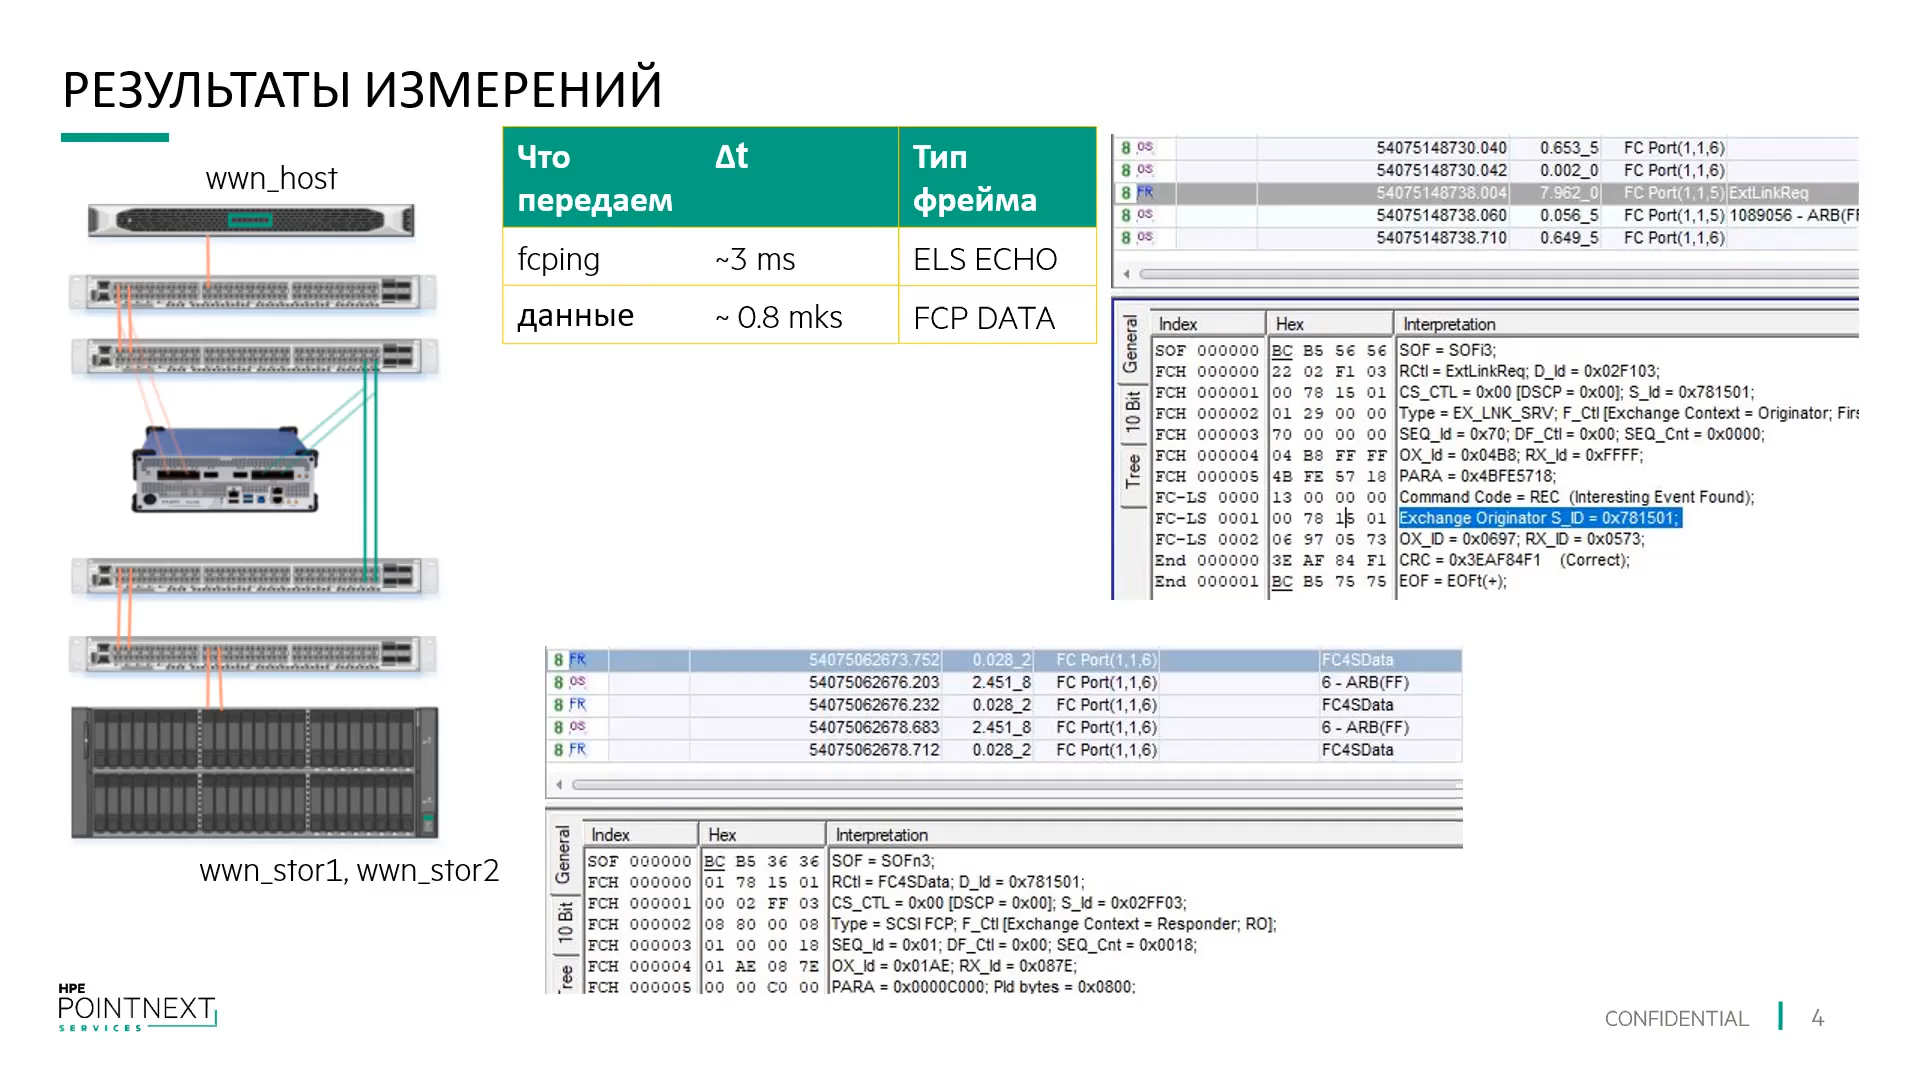 РЕЗУЛЬТАТЫ ИЗМЕРЕНИЙ
wwn_host
wwn_stor1, wwn_stor2
Что передаем Δt Тип фрейма
fcping ~3 ms ELS ECHO
данные ~ 0.8 mks FCP DATA
8 OS 54075148730.040 0.653_5 FC Port(1,1,6)
8 OS 54075148730.042 0.002_0 FC Port(1,1,6)
8 FR 54075148738.004 7.962_0 FC Port(1,1,5) ExtLinkReq
8 OS 54075148738.060 0.056_5 FC Port(1,1,5) 1089056 - ARB(FF
8 OS 54075148738.710 0.649_5 FC Port(1,1,6)
General
10 Bit
Tree
Index Hex Interpretation
SOF 000000 BC B5 56 56 SOF = SOFi3;
FCH 000000 22 02 F1 03 RCtl = ExtLinkReq; D_Id = 0x02F103;
FCH 000001 00 78 15 01 CS_CTL = 0x00 [DSCP = 0x00]; S_Id = 0x781501;
FCH 000002 01 29 00 00 Type = EX_LNK_SRV; F_Ctl [Exchange Context = Originator; Firs
FCH 000003 70 00 00 00 SEQ_Id = 0x70; DF_Ctl = 0x00; SEQ_Cnt = 0x0000;
FCH 000004 04 B8 FF FF OX_Id = 0x04B8; RX_Id = 0xFFFF;
FCH 000005 4B FE 57 18 PARA = 0x4BFE5718;
FC-LS 0000 13 00 00 00 Command Code = REC (Interesting Event Found);
FC-LS 0001 00 78 15 01 Exchange Originator S_ID = 0x781501;
FC-LS 0002 06 97 05 73 OX_ID = 0x0697; RX_ID = 0x0573;
End 000000 3E AF 84 F1 CRC = 0x3EAF84F1 (Correct);
End 000001 BC B5 75 75 EOF = EOFt(+);
8 FR 54075062673.752 0.028_2 FC Port(1,1,6) FC4SData
8 OS 54075062676.203 2.451_8 FC Port(1,1,6) 6 - ARB(FF)
8 FR 54075062676.232 0.028_2 FC Port(1,1,6) FC4SData
8 OS 54075062678.683 2.451_8 FC Port(1,1,6) 6 - ARB(FF)
8 FR 54075062678.712 0.028_2 FC Port(1,1,6) FC4SData
General
10 Bit
ree
Index Hex Interpretation
SOF 000000 BC B5 36 36 SOF = SOFn3;
FCH 000000 01 78 15 01 RCtl = FC4SData; D_Id = 0x781501;
FCH 000001 00 02 FF 03 CS_CTL = 0x00 [DSCP = 0x00]; S_Id = 0x02FF03;
FCH 000002 08 80 00 08 Type = SCSI FCP; F_Ctl [Exchange Context = Responder; RO];
FCH 000003 01 00 00 18 SEQ_Id = 0x01; DF_Ctl = 0x00; SEQ_Cnt = 0x0018;
FCH 000004 01 AE 08 7E OX_Id = 0x01AE; RX_Id = 0x087E;
FCH 000005 00 00 C0 00 PARA = 0x0000C000; Pld bytes = 0x0800;
HPE
POINTNEXT
SERVICES
CONFIDENTIAL 4